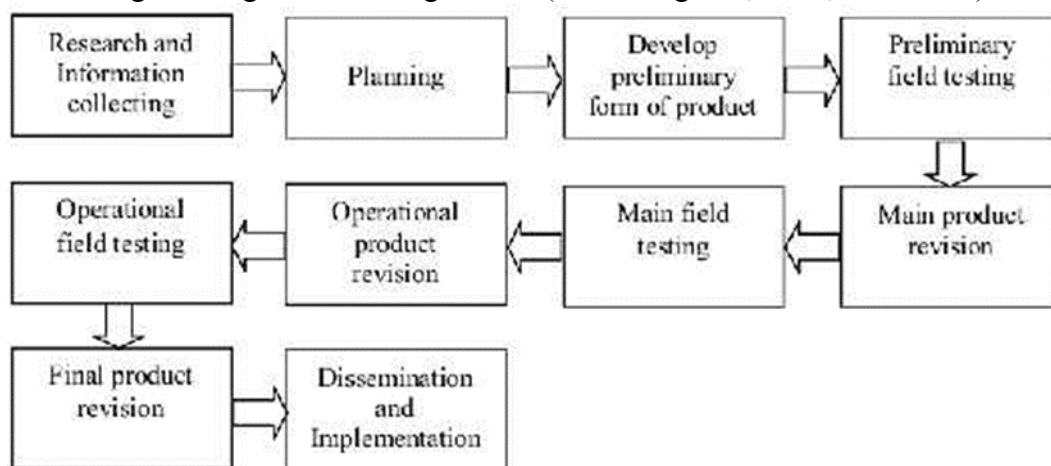 Research and
Information
collecting
Planning
Develop
preliminary
form of product
Preliminary
field testing
Main product
revision
Main field
testing
Operational
product
revision
Operational
field testing
Final product
revision
Dissemination
and
Implementation